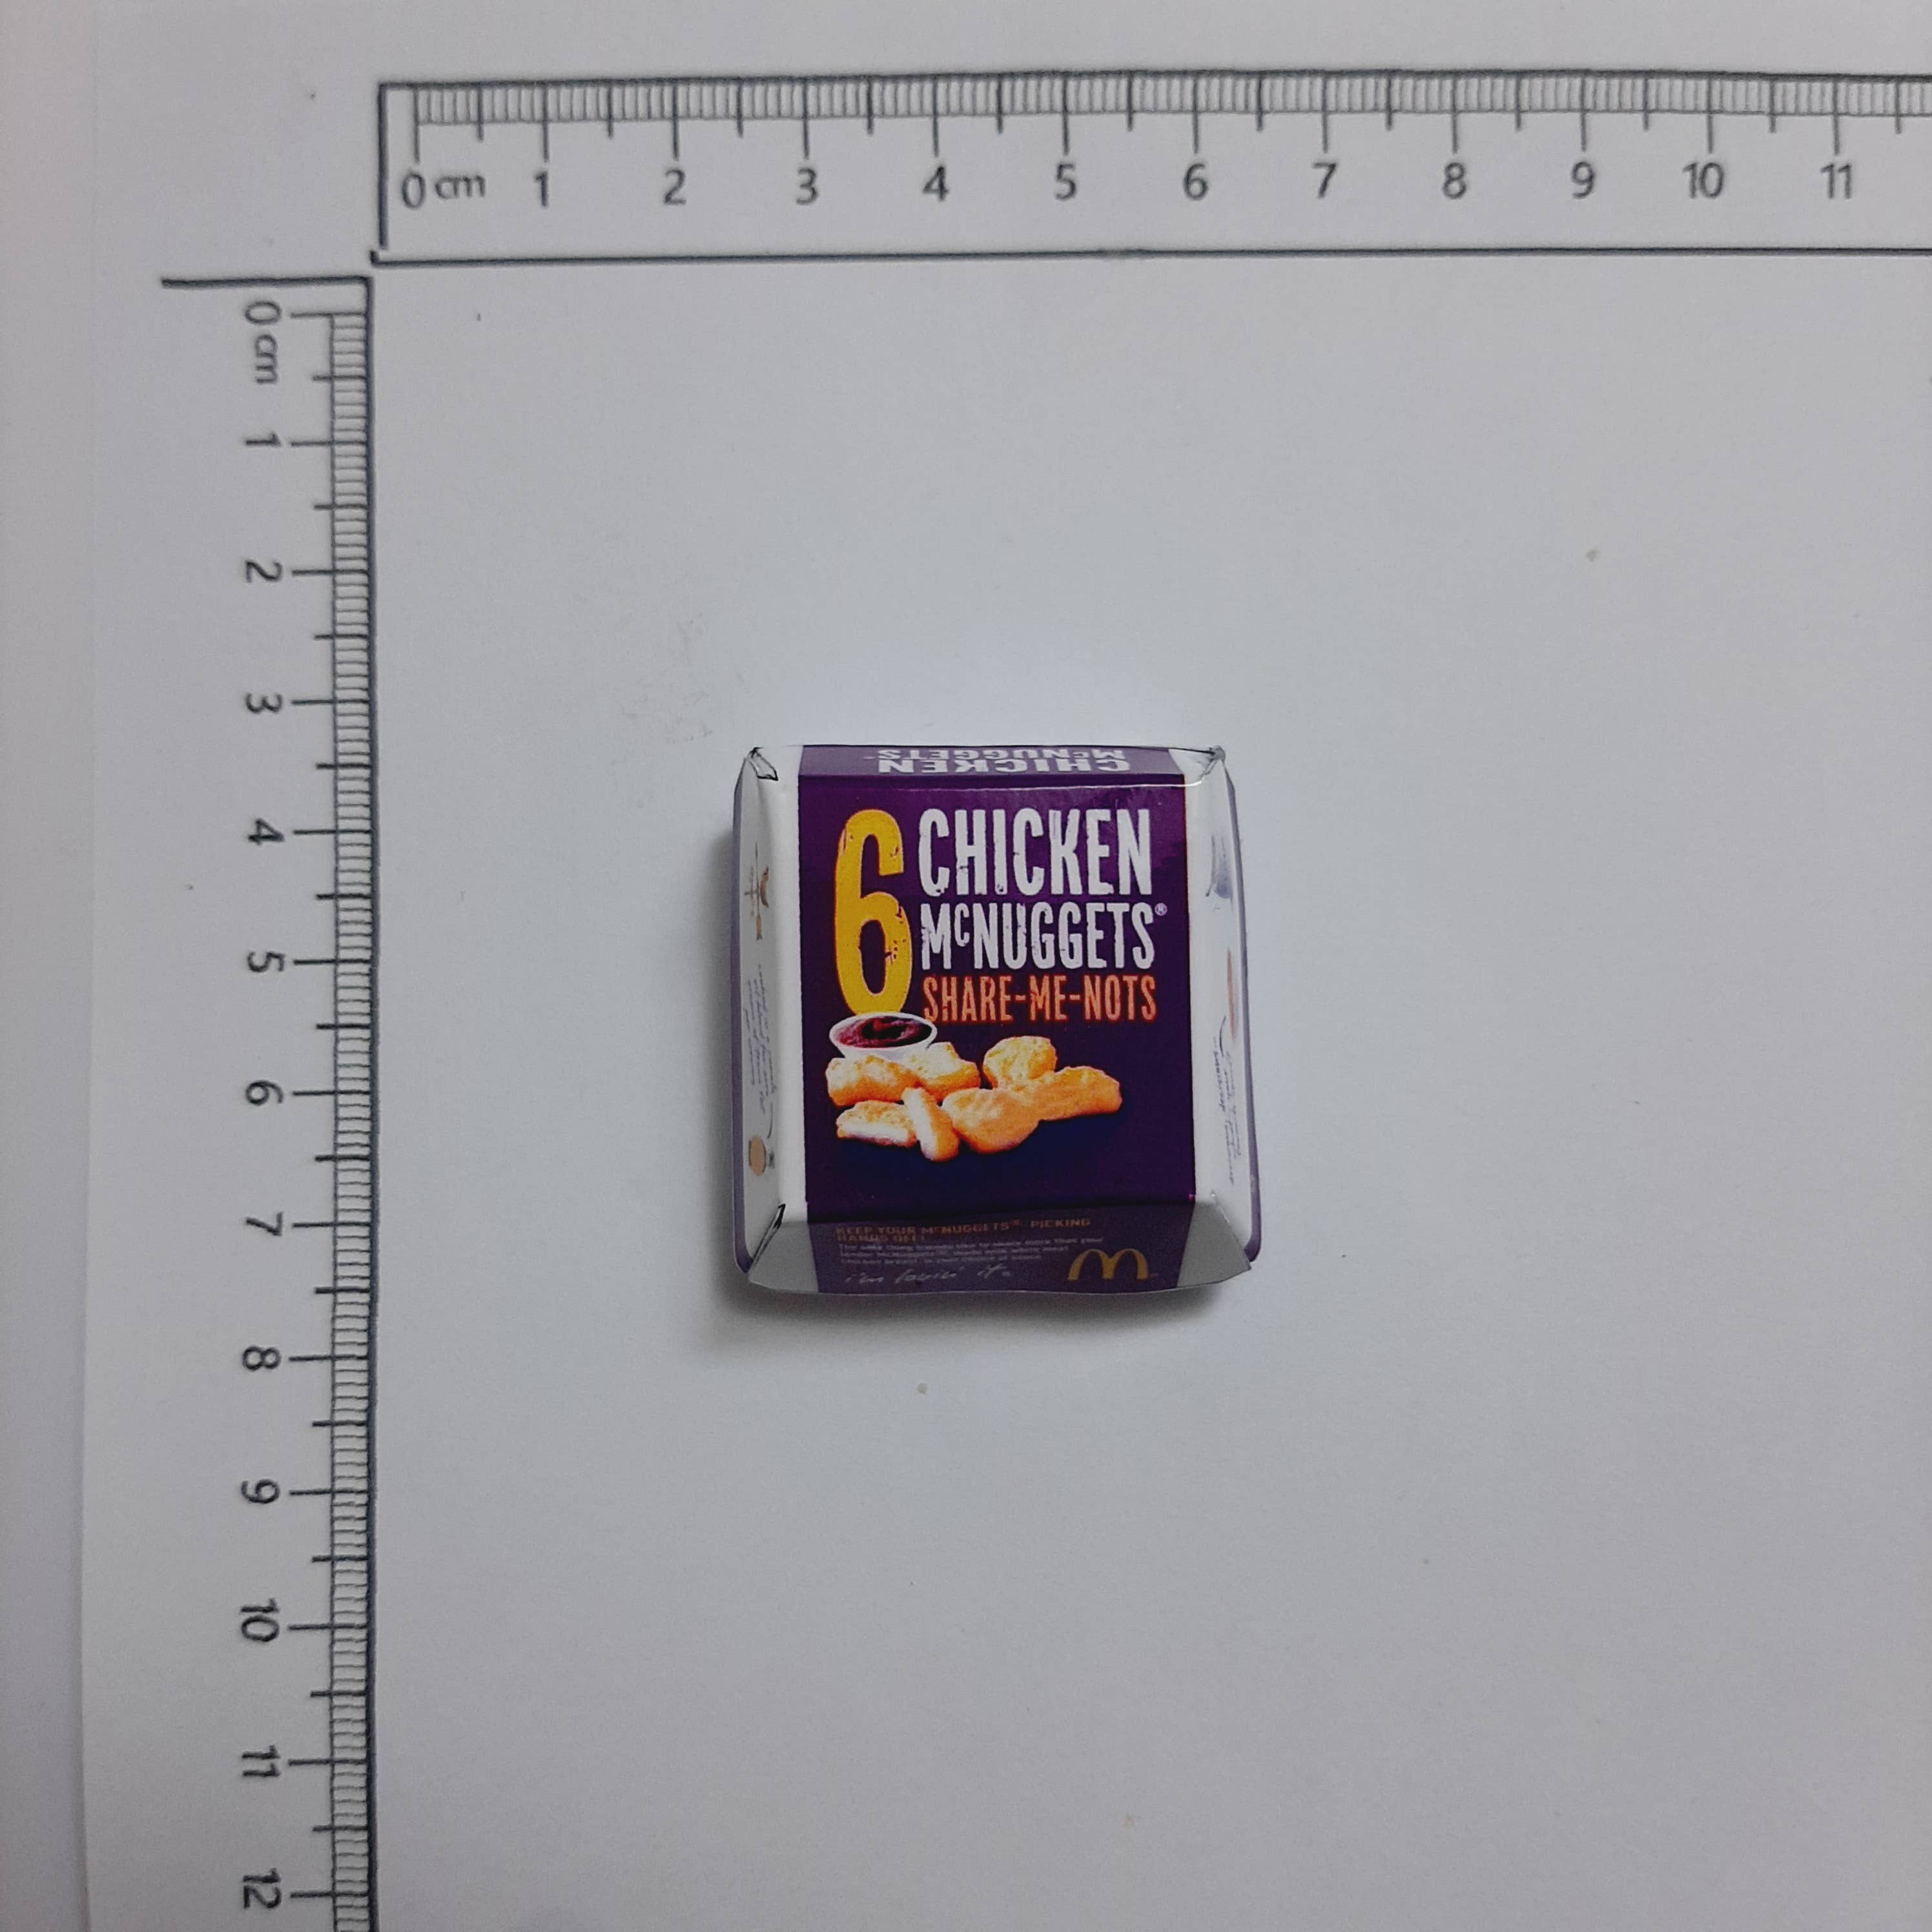 0 cm 1 2 3 4 5 6 7 8 9 10 11
0 cm 1 2 3 4 5 6 7 8 9 10 11 12
CHICKEN
McNUGGETS
6 CHICKEN
McNUGGETS®
SHARE-ME-NOTS
KEEP YOUR McNUGGETS®-PICKING
HANDS OFF!
i'm lovin' it